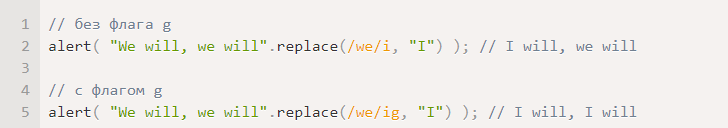 1 // без флага g
2 alert( "We will, we will".replace(/we/i, "I") ); // I will, we will
3
4 // с флагом g
5 alert( "We will, we will".replace(/we/ig, "I") ); // I will, I will